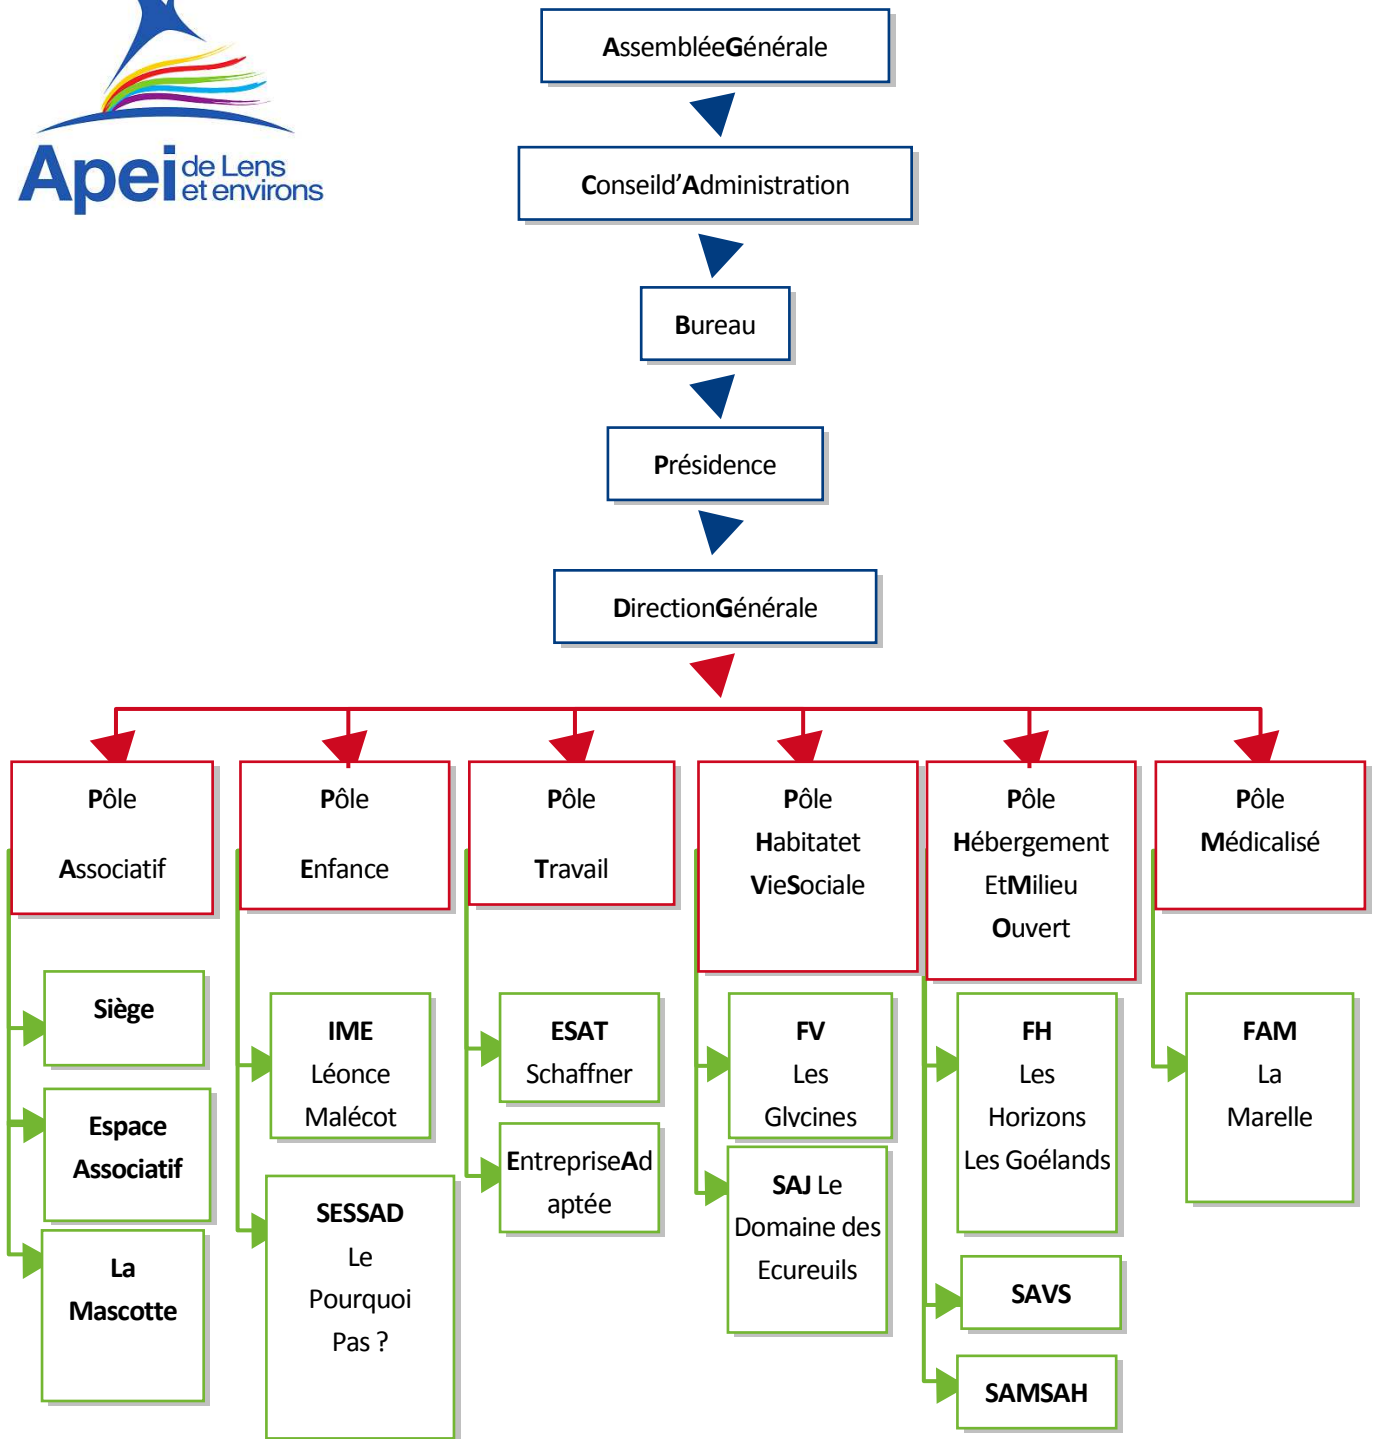 Apei de Lens
et environs
AssembléeGénérale
Conseild'Administration
Bureau
Présidence
DirectionGénérale
Pôle
Associatif
Pôle
Enfance
Pôle
Travail
Pôle
Habitatet
VieSociale
Pôle
Hébergement
EtMilieu
Ouvert
Pôle
Médicalisé
Siège
Espace
Associatif
La
Mascotte
IME
Léonce
Malécot
SESSAD
Le
Pourquoi
Pas ?
ESAT
Schaffner
EntrepriseAd
aptée
FV
Les
Glycines
SAJ Le
Domaine des
Ecureuils
FH
Les
Horizons
Les Goélands
SAVS
SAMSAH
FAM
La
Marelle